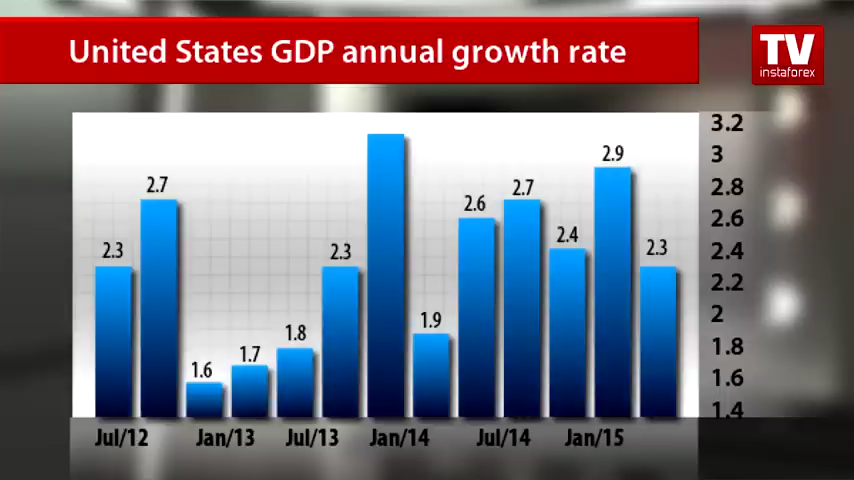 United States GDP annual growth rate
TV
instaforex
2.3
2.7
1.6
1.7
1.8
2.3
1.9
2.6
2.7
2.4
2.9
2.3
3.2
3
2.8
2.6
2.4
2.2
2
1.8
1.6
1.4
Jul/12
Jan/13
Jul/13
Jan/14
Jul/14
Jan/15